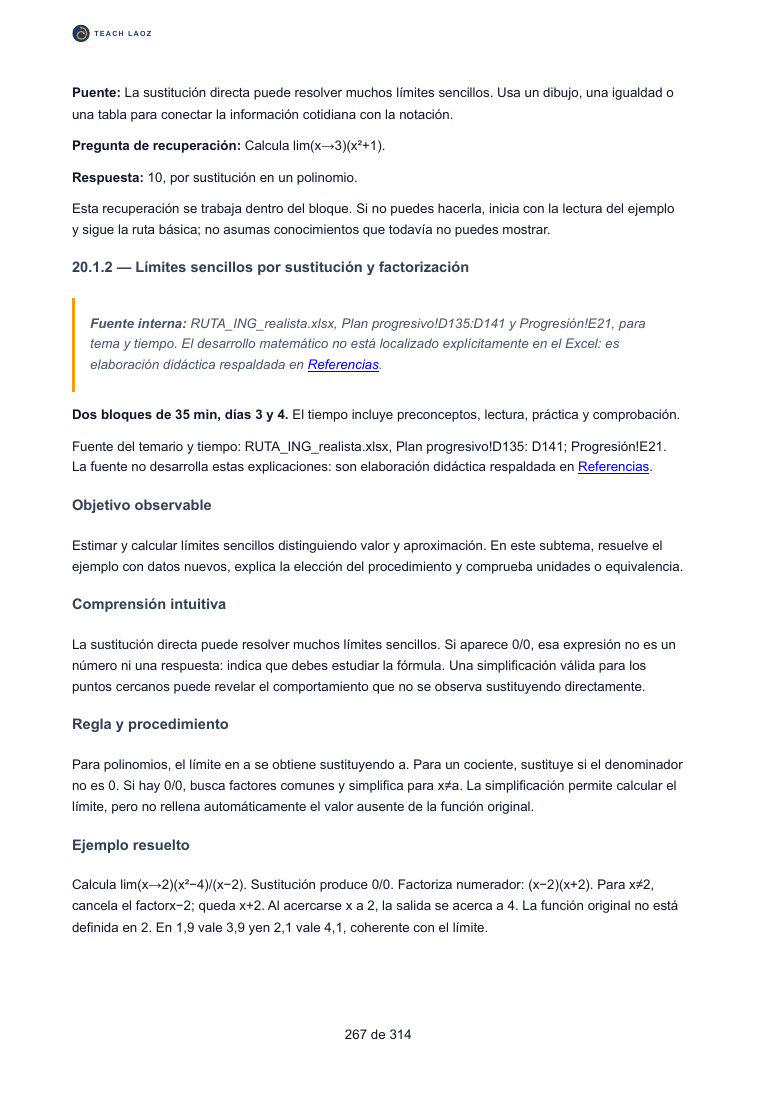 TEACH LAOZ
Puente: La sustitución directa puede resolver muchos límites sencillos. Usa un dibujo, una igualdad o
una tabla para conectar la información cotidiana con la notación.
Pregunta de recuperación: Calcula lim(x→3)(x²+1).
Respuesta: 10, por sustitución en un polinomio.
Esta recuperación se trabaja dentro del bloque. Si no puedes hacerla, inicia con la lectura del ejemplo
y sigue la ruta básica; no asumas conocimientos que todavía no puedes mostrar.
20.1.2 — Límites sencillos por sustitución y factorización
Fuente interna: RUTA_ING_realista.xlsx, Plan progresivo!D135:D141 y Progresión!E21, para
tema y tiempo. El desarrollo matemático no está localizado explícitamente en el Excel: es
elaboración didáctica respaldada en Referencias.
Dos bloques de 35 min, días 3 y 4. El tiempo incluye preconceptos, lectura, práctica y comprobación.
Fuente del temario y tiempo: RUTA_ING_realista.xlsx, Plan progresivo!D135: D141; Progresión!E21.
La fuente no desarrolla estas explicaciones: son elaboración didáctica respaldada en Referencias.
Objetivo observable
Estimar y calcular límites sencillos distinguiendo valor y aproximación. En este subtema, resuelve el
ejemplo con datos nuevos, explica la elección del procedimiento y comprueba unidades o equivalencia.
Comprensión intuitiva
La sustitución directa puede resolver muchos límites sencillos. Si aparece 0/0, esa expresión no es un
número ni una respuesta: indica que debes estudiar la fórmula. Una simplificación válida para los
puntos cercanos puede revelar el comportamiento que no se observa sustituyendo directamente.
Regla y procedimiento
Para polinomios, el límite en a se obtiene sustituyendo a. Para un cociente, sustituye si el denominador
no es 0. Si hay 0/0, busca factores comunes y simplifica para x≠a. La simplificación permite calcular el
límite, pero no rellena automáticamente el valor ausente de la función original.
Ejemplo resuelto
Calcula lim(x→2)(x²−4)/(x−2). Sustitución produce 0/0. Factoriza numerador: (x−2)(x+2). Para x≠2,
cancela el factorx−2; queda x+2. Al acercarse x a 2, la salida se acerca a 4. La función original no está
definida en 2. En 1,9 vale 3,9 yen 2,1 vale 4,1, coherente con el límite.
267 de 314